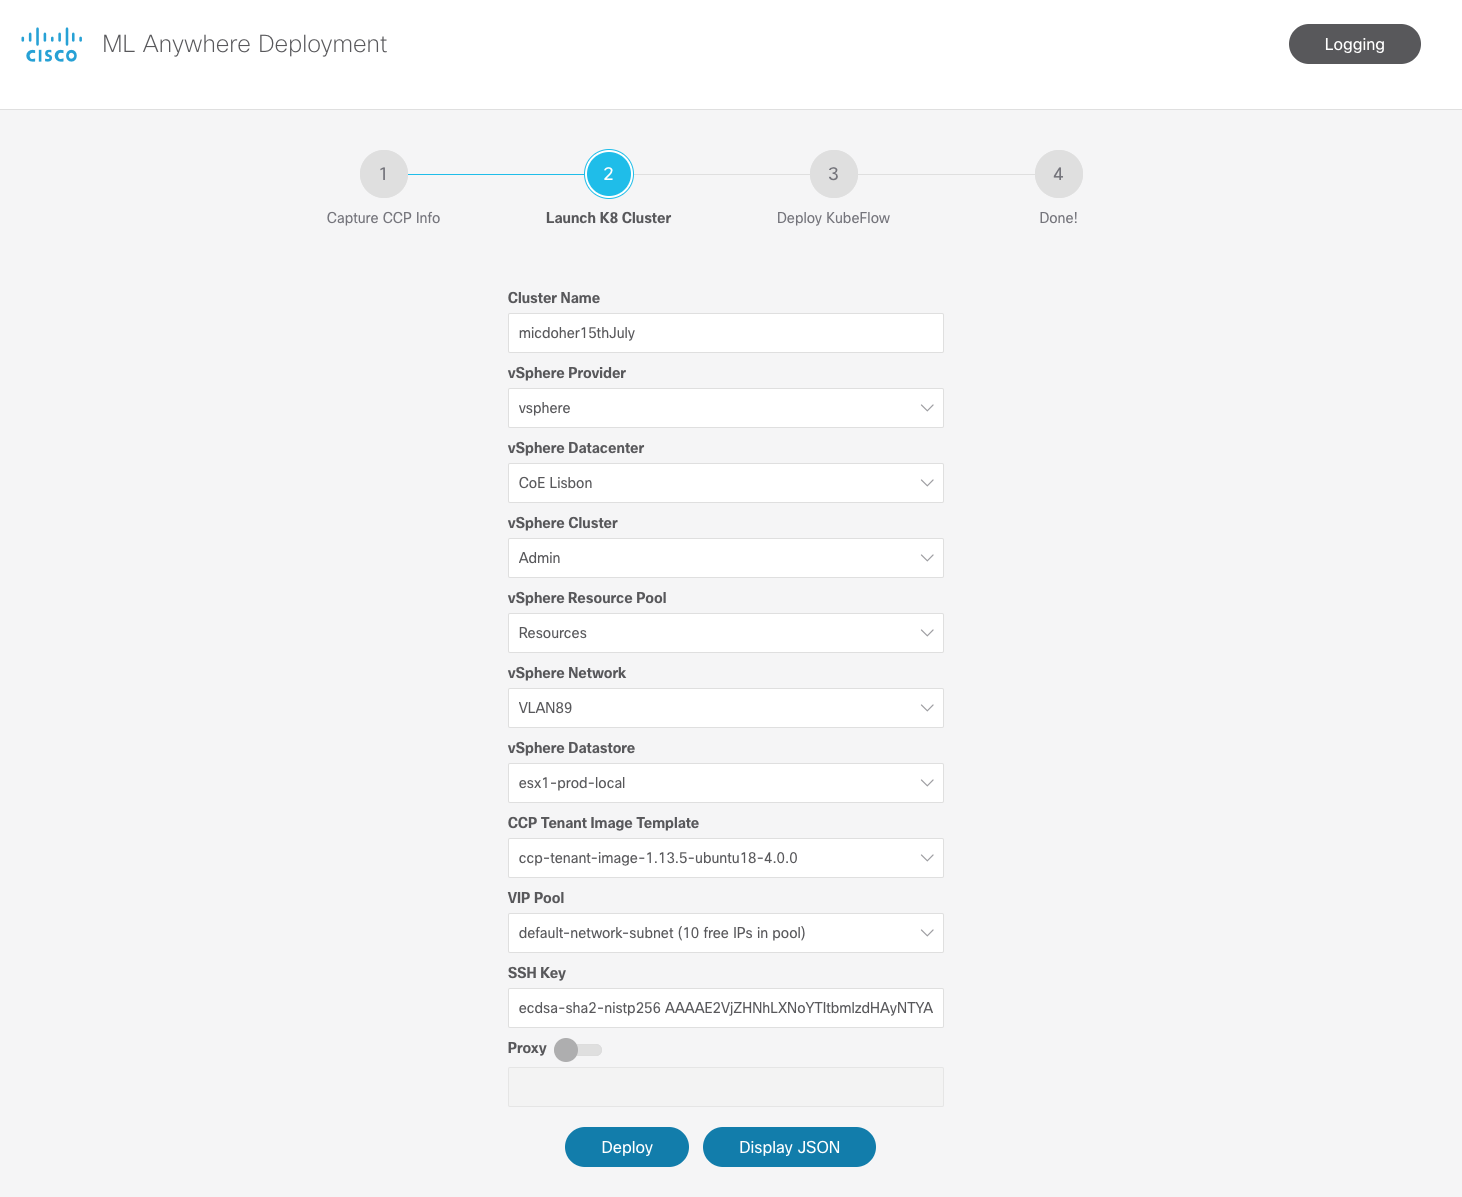 CISCO
ML Anywhere Deployment
Logging
1
2
3
4
Capture CCP Info
Launch K8 Cluster
Deploy KubeFlow
Done!
Cluster Name
micdoher15thJuly
vSphere Provider
vsphere
vSphere Datacenter
CoE Lisbon
vSphere Cluster
Admin
vSphere Resource Pool
Resources
vSphere Network
VLAN89
vSphere Datastore
esx1-prod-local
CCP Tenant Image Template
ccp-tenant-image-1.13.5-ubuntu18-4.0.0
VIP Pool
default-network-subnet (10 free IPs in pool)
SSH Key
ecdsa-sha2-nistp256 AAAAE2VjZHNhLXNoYTItbmlzdHAyNTYA
Proxy
Deploy
Display JSON